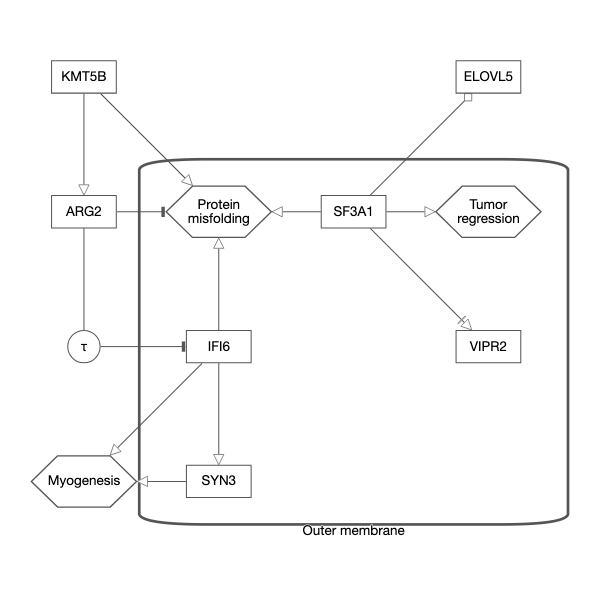 KMT5B
ELOVL5
ARG2
Protein
misfolding
SF3A1
Tumor
regression
τ
IFI6
VIPR2
Myogenesis
SYN3
Outer membrane